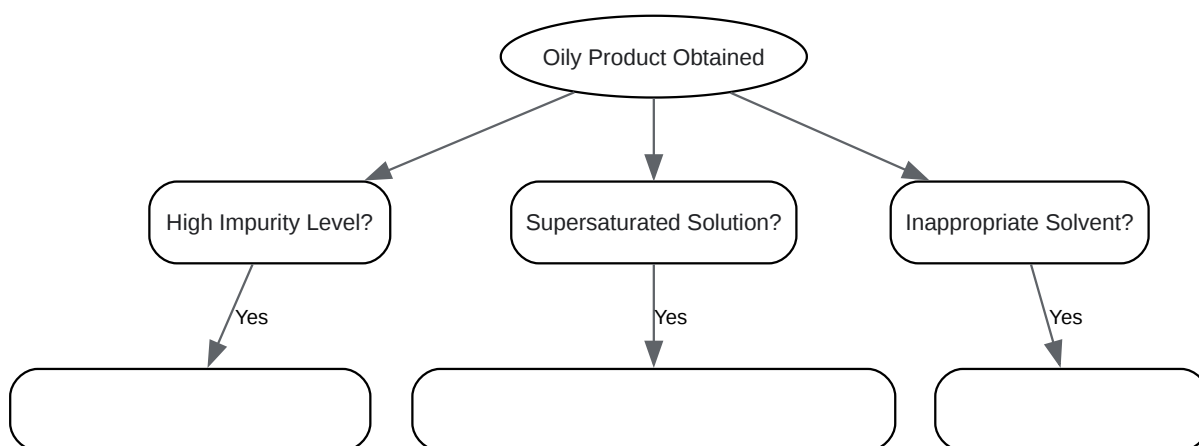 Oily Product Obtained
High Impurity Level?
Supersaturated Solution?
Inappropriate Solvent?
Yes
Yes
Yes